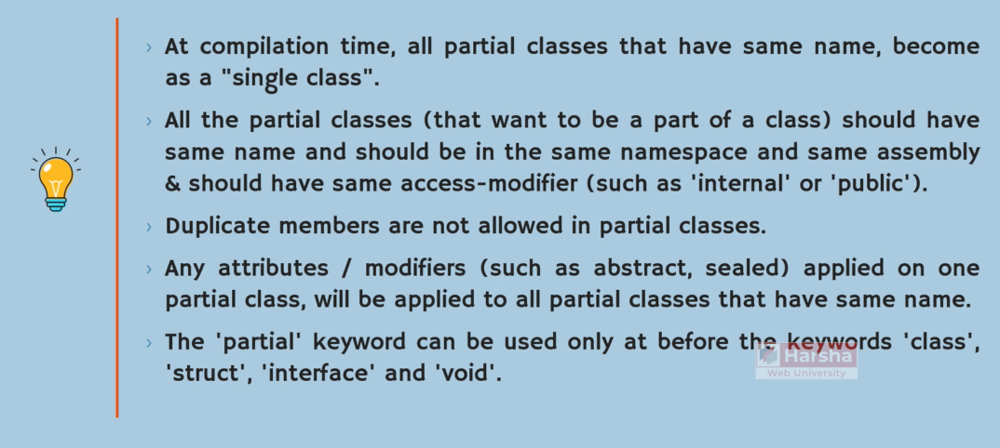 › At compilation time, all partial classes that have same name, become
as a "single class".
› All the partial classes (that want to be a part of a class) should have
same name and should be in the same namespace and same assembly
& should have same access-modifier (such as 'internal' or 'public').
› Duplicate members are not allowed in partial classes.
› Any attributes / modifiers (such as abstract, sealed) applied on one
partial class, will be applied to all partial classes that have same name.
› The 'partial' keyword can be used only at before the keywords 'class',
'struct', 'interface' and 'void'.
Harsha
Web University